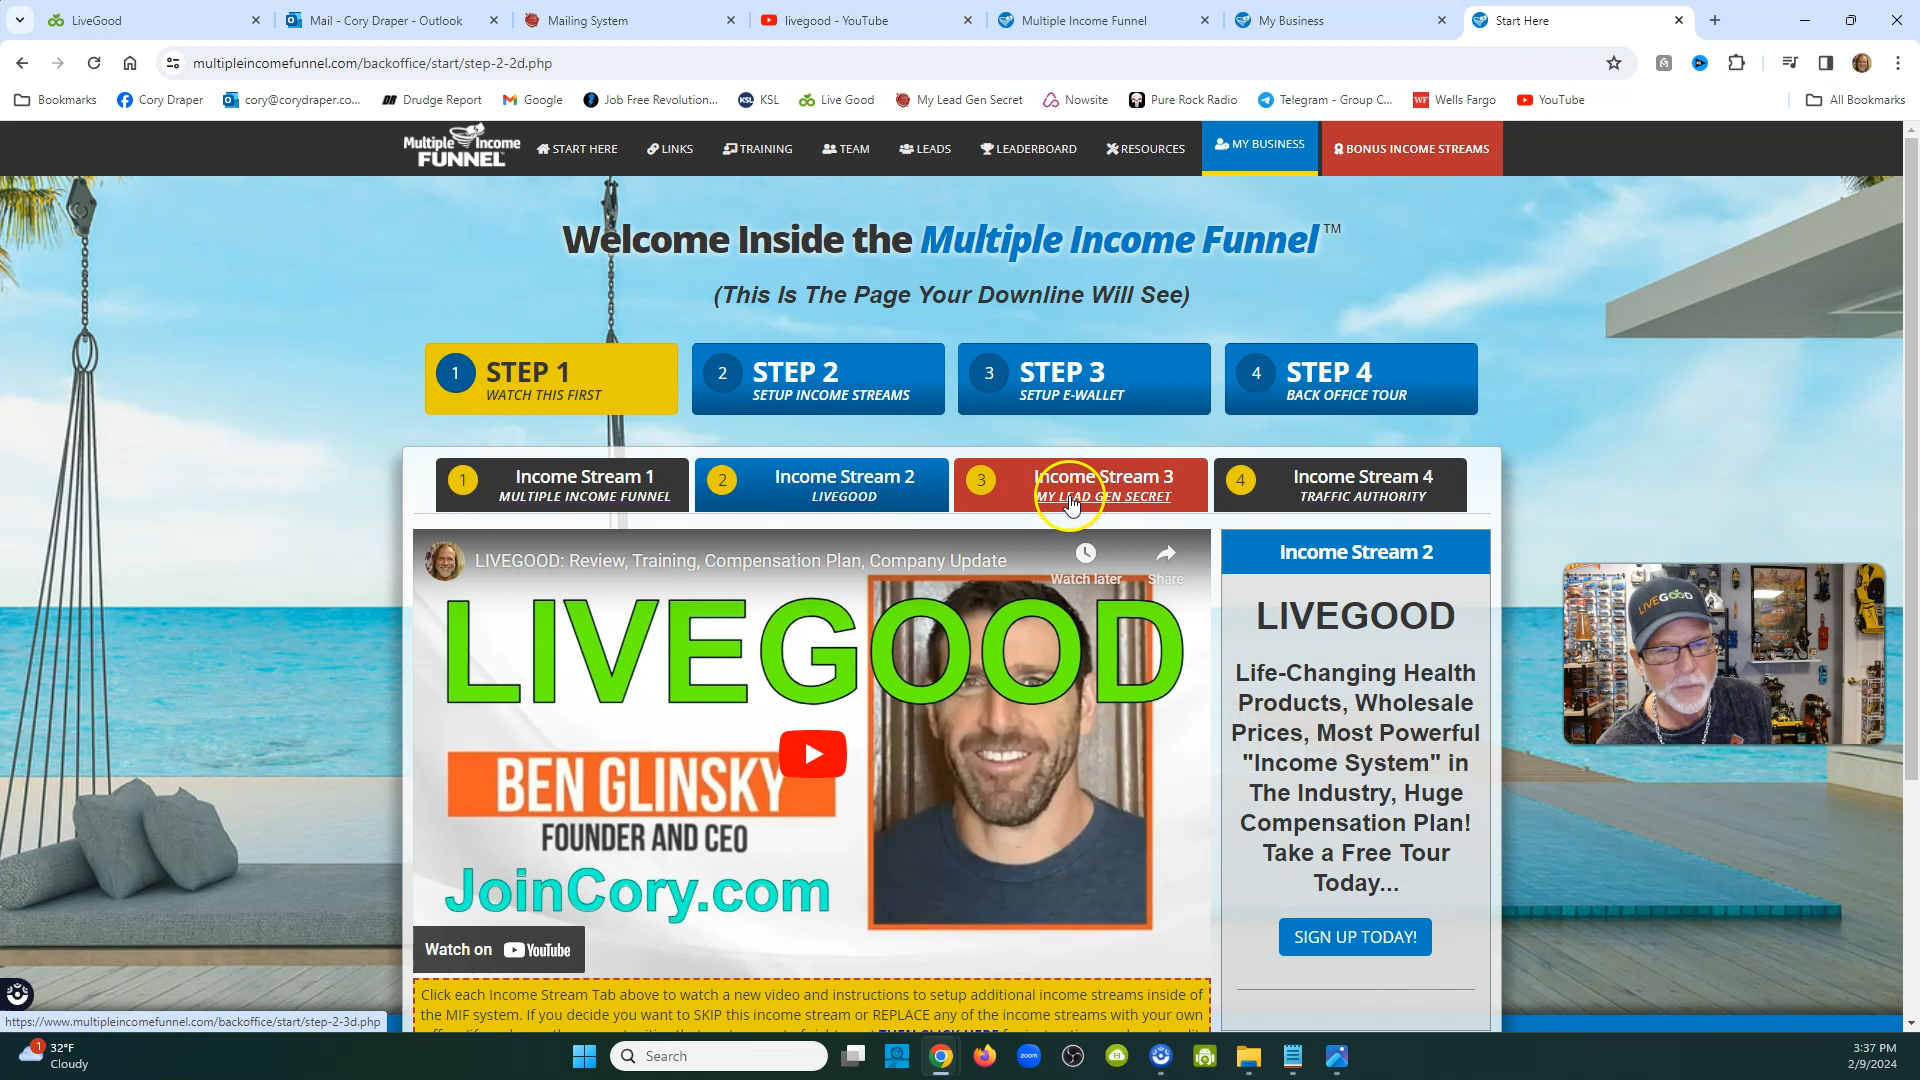 LiveGood
Mail - Cory Draper - Outlook
Mailing System
livegood - YouTube
Multiple Income Funnel
My Business
Start Here
multipleincomefunnel.com/backoffice/start/step-2-2d.php
Bookmarks
Cory Draper
cory@corydraper.co...
Drudge Report
Google
Job Free Revolution...
KSL
Live Good
My Lead Gen Secret
Nowsite
Pure Rock Radio
Telegram - Group C...
Wells Fargo
YouTube
All Bookmarks
Multiple Income
FUNNEL
START HERE
LINKS
TRAINING
TEAM
LEADS
LEADERBOARD
RESOURCES
MY BUSINESS
BONUS INCOME STREAMS
Welcome Inside the Multiple Income Funnel™
(This Is The Page Your Downline Will See)
1 STEP 1
WATCH THIS FIRST
2 STEP 2
SETUP INCOME STREAMS
3 STEP 3
SETUP E-WALLET
4 STEP 4
BACK OFFICE TOUR
1 Income Stream 1
MULTIPLE INCOME FUNNEL
2 Income Stream 2
LIVEGOOD
3 Income Stream 3
MY LEAD GEN SECRET
4 Income Stream 4
TRAFFIC AUTHORITY
LIVEGOOD: Review, Training, Compensation Plan, Company Update
Watch later
Share
LIVEGOOD
BEN GLINSKY
FOUNDER AND CEO
JoinCory.com
Watch on YouTube
Income Stream 2
LIVEGOOD
Life-Changing Health
Products, Wholesale
Prices, Most Powerful
"Income System" in
The Industry, Huge
Compensation Plan!
Take a Free Tour
Today...
SIGN UP TODAY!
LIVEGOOD
Click each Income Stream Tab above to watch a new video and instructions to setup additional income streams inside of
the MIF system. If you decide you want to SKIP this income stream or REPLACE any of the income streams with your own
https://www.multipleincomefunnel.com/backoffice/start/step-2-3d.php
1
32°F
Cloudy
Search
zoom
3:37 PM
2/9/2024